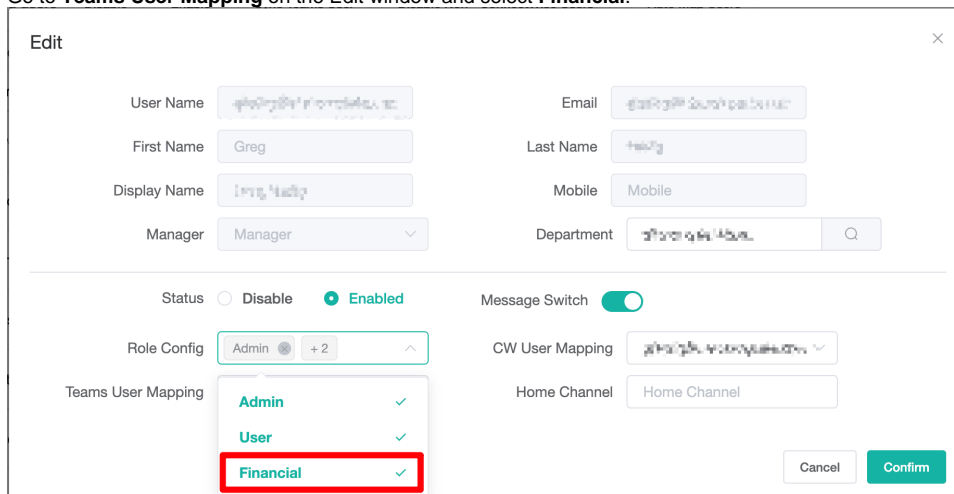 Go to Teams User Mapping on the Edit window and select Financial.
Edit
User Name
Email
First Name Greg
Last Name
Display Name
Mobile Mobile
Manager Manager
Department
Status Disable Enabled
Message Switch
Role Config Admin + 2
CW User Mapping
Teams User Mapping
Home Channel Home Channel
Admin
User
Financial
Cancel Confirm